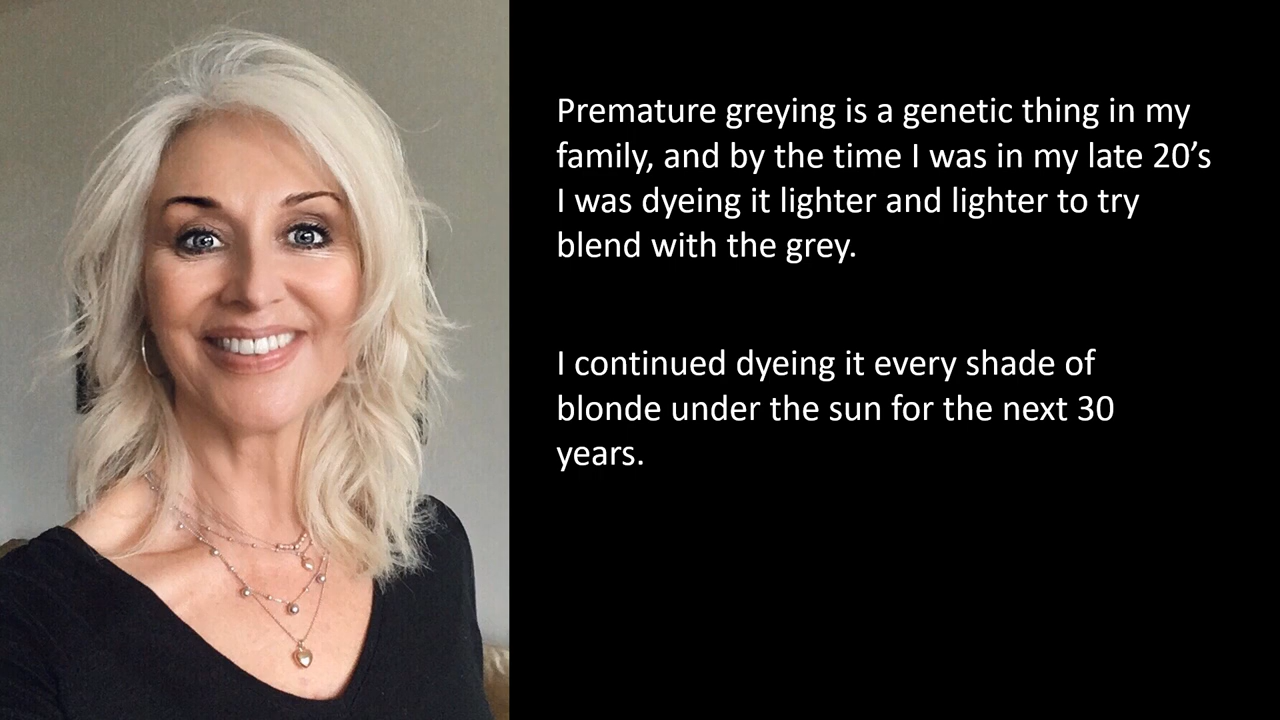 Premature greying is a genetic thing in my
family, and by the time I was in my late 20’s
I was dyeing it lighter and lighter to try
blend with the grey.
I continued dyeing it every shade of
blonde under the sun for the next 30
years.